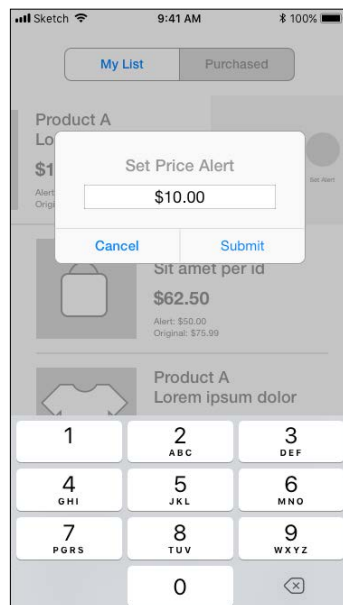 Sketch 9:41 AM 100%
My List Purchased
Product A
Lo
$1
Alert
Origi
Set Alert
Set Price Alert
$10.00
Cancel Submit
Sit amet per id
$62.50
Alert: $50.00
Original: $75.99
Product A
Lorem ipsum dolor
1 2 3
ABC DEF
4 5 6
GHI JKL MNO
7 8 9
PGRS TUV WXYZ
0